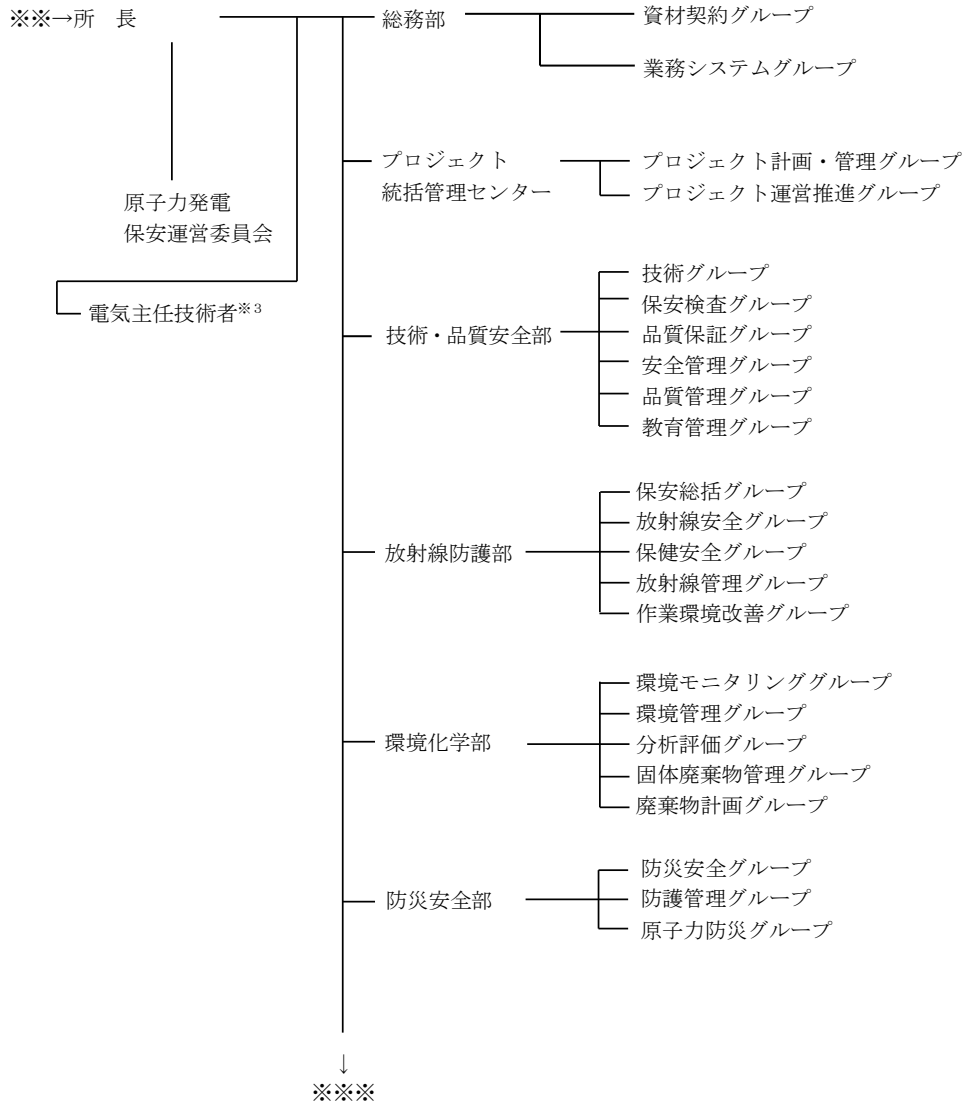 ※※→所　長
総務部
資材契約グループ
業務システムグループ
プロジェクト
統括管理センター
プロジェクト計画・管理グループ
プロジェクト運営推進グループ
原子力発電
保安運営委員会
電気主任技術者※3
技術・品質安全部
技術グループ
保安検査グループ
品質保証グループ
安全管理グループ
品質管理グループ
教育管理グループ
放射線防護部
保安総括グループ
放射線安全グループ
保健安全グループ
放射線管理グループ
作業環境改善グループ
環境化学部
環境モニタリンググループ
環境管理グループ
分析評価グループ
固体廃棄物管理グループ
廃棄物計画グループ
防災安全部
防災安全グループ
防護管理グループ
原子力防災グループ
↓
※※※